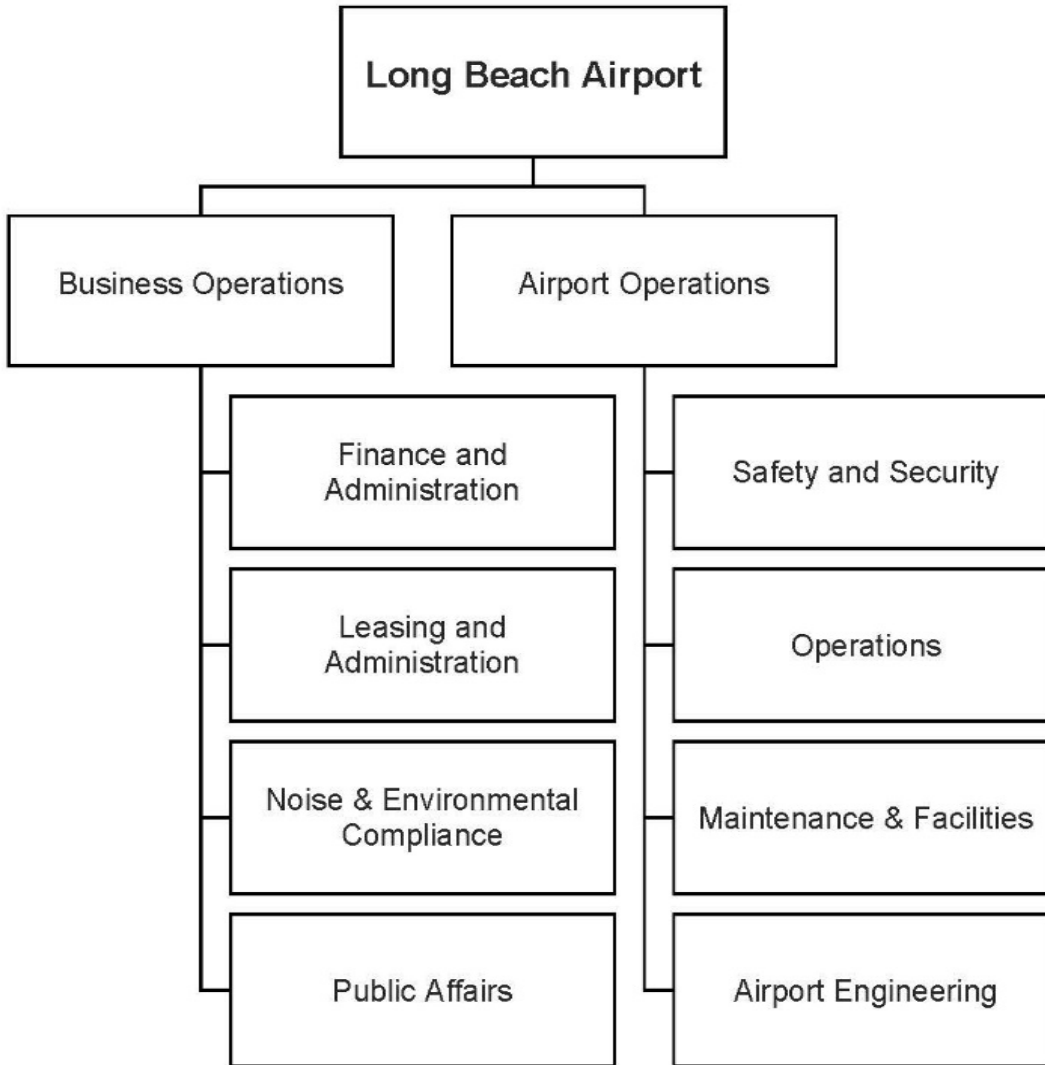 Long Beach Airport
Business Operations
Airport Operations
Finance and
Administration
Leasing and
Administration
Noise & Environmental
Compliance
Public Affairs
Safety and Security
Operations
Maintenance & Facilities
Airport Engineering